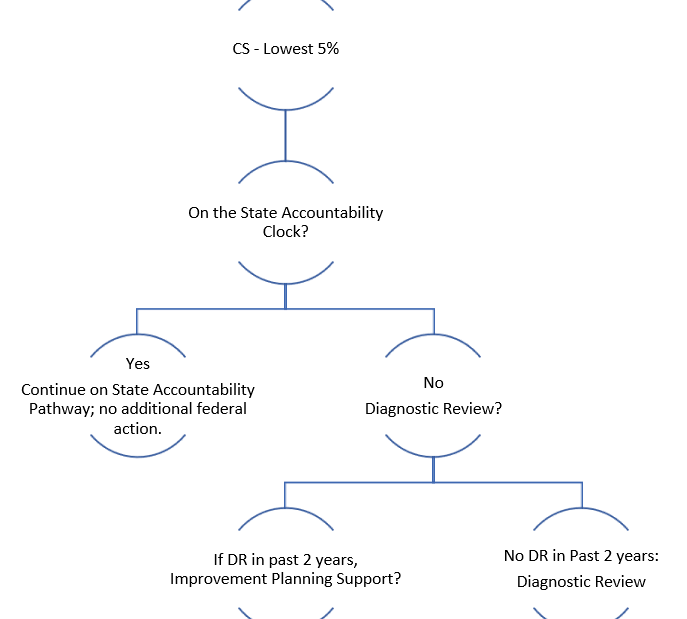 CS - Lowest 5%
On the State Accountability
Clock?
Yes
Continue on State Accountability
Pathway; no additional federal
action.
No
Diagnostic Review?
If DR in past 2 years,
Improvement Planning Support?
No DR in Past 2 years:
Diagnostic Review